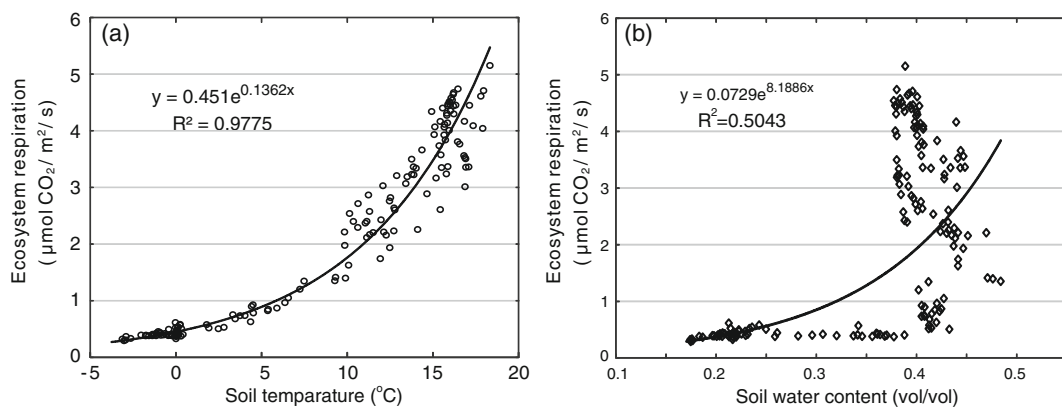 (a)
y = 0.451e^0.1362x
R² = 0.9775
Ecosystem respiration
( μmol CO₂ / m² / s )
6
5
4
3
2
1
0
-5
0
5
10
15
20
Soil temparature (°C)
(b)
y = 0.0729e^8.1886x
R²=0.5043
Ecosystem respiration
( μmol CO₂ / m² / s )
6
5
4
3
2
1
0
0.1
0.2
0.3
0.4
0.5
Soil water content (vol/vol)